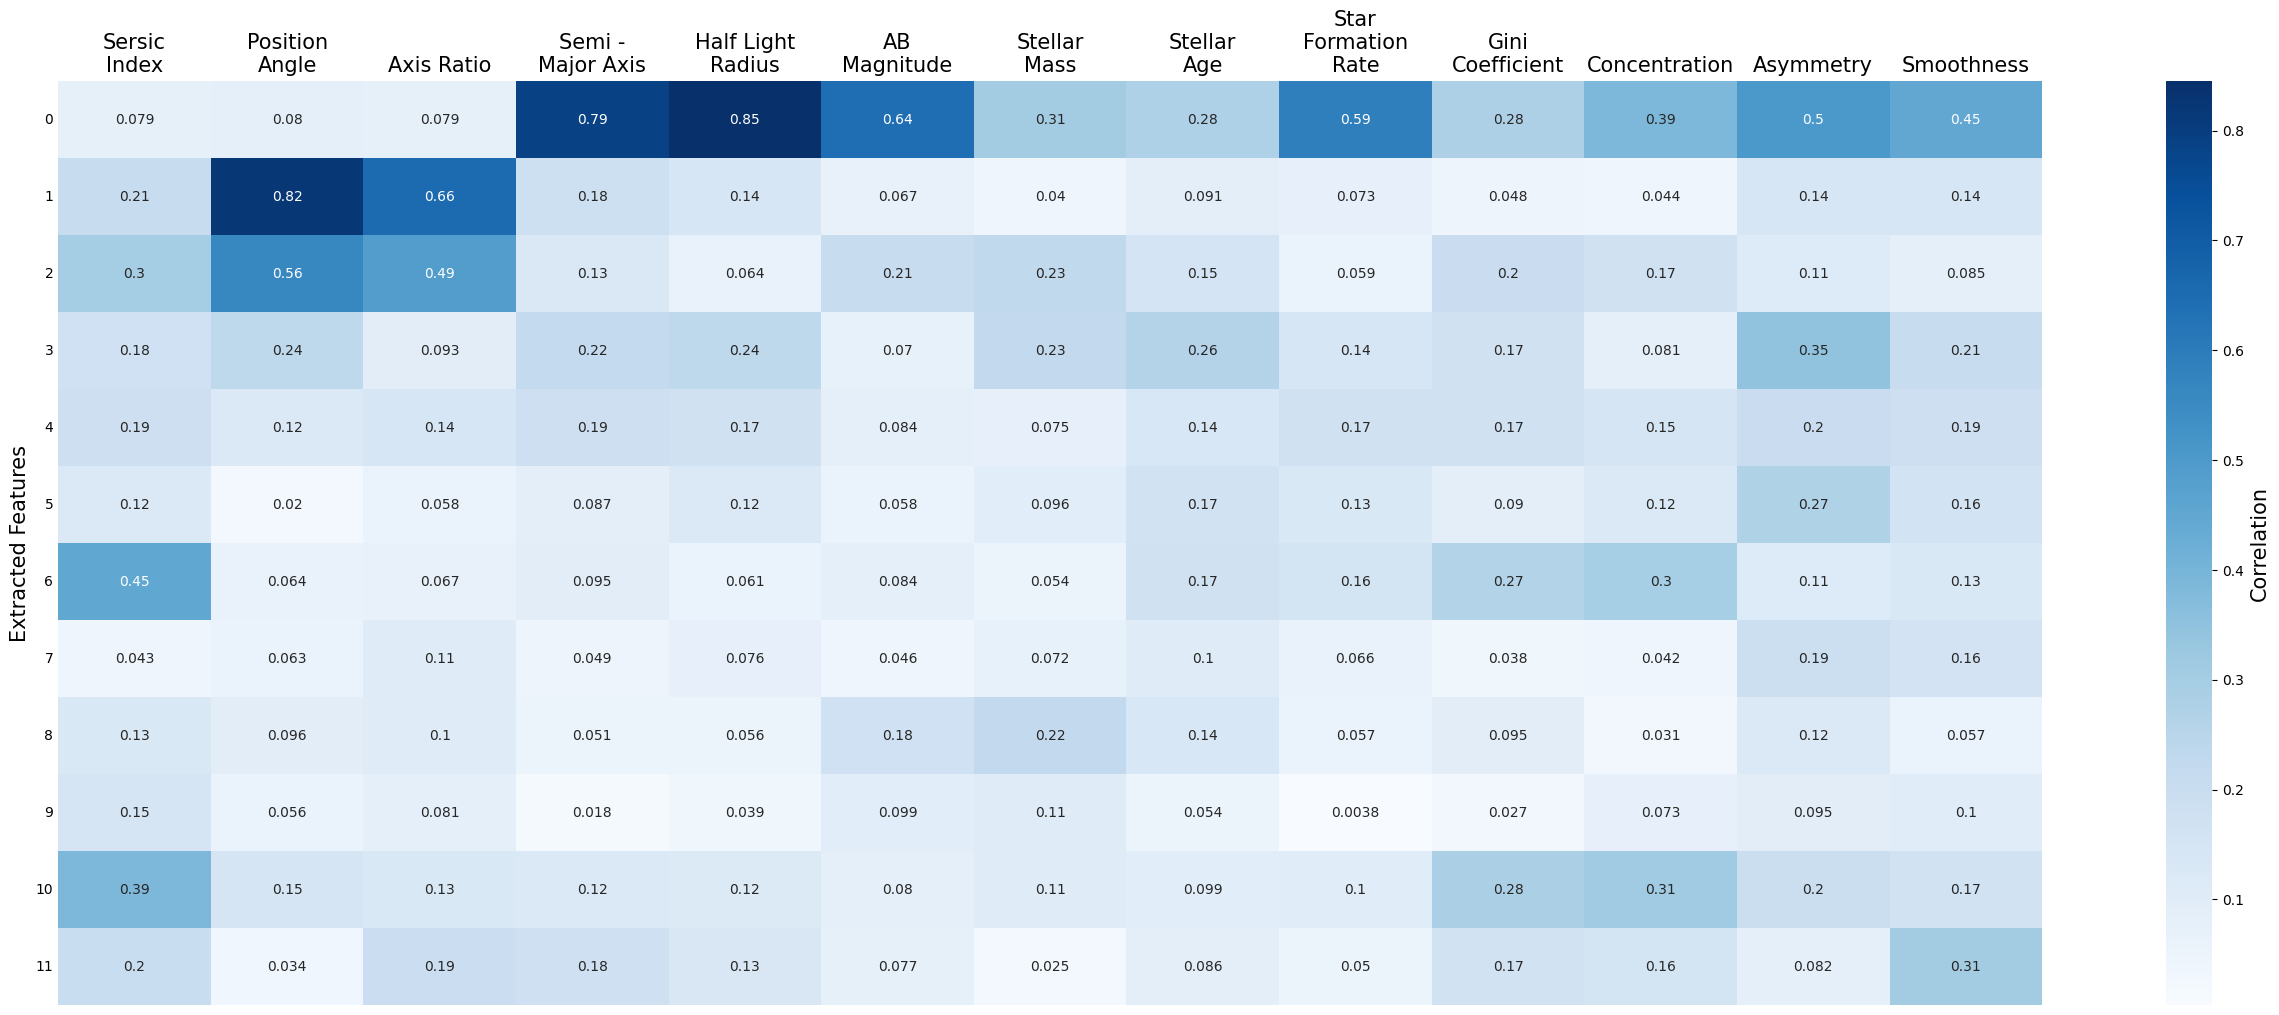 Star
Sersic Position Semi - Half Light AB Stellar Stellar Formation Gini
Index Angle Axis Ratio Major Axis Radius Magnitude Mass Age Rate Coefficient Concentration Asymmetry Smoothness
0 0.079 0.08 0.079 0.79 0.85 0.64 0.31 0.28 0.59 0.28 0.39 0.5 0.45
1 0.21 0.82 0.66 0.18 0.14 0.067 0.04 0.091 0.073 0.048 0.044 0.14 0.14
2 0.3 0.56 0.49 0.13 0.064 0.21 0.23 0.15 0.059 0.2 0.17 0.11 0.085
3 0.18 0.24 0.093 0.22 0.24 0.07 0.23 0.26 0.14 0.17 0.081 0.35 0.21
4 0.19 0.12 0.14 0.19 0.17 0.084 0.075 0.14 0.17 0.17 0.15 0.2 0.19
5 0.12 0.02 0.058 0.087 0.12 0.058 0.096 0.17 0.13 0.09 0.12 0.27 0.16
6 0.45 0.064 0.067 0.095 0.061 0.084 0.054 0.17 0.16 0.27 0.3 0.11 0.13
7 0.043 0.063 0.11 0.049 0.076 0.046 0.072 0.1 0.066 0.038 0.042 0.19 0.16
8 0.13 0.096 0.1 0.051 0.056 0.18 0.22 0.14 0.057 0.095 0.031 0.12 0.057
9 0.15 0.056 0.081 0.018 0.039 0.099 0.11 0.054 0.0038 0.027 0.073 0.095 0.1
10 0.39 0.15 0.13 0.12 0.12 0.08 0.11 0.099 0.1 0.28 0.31 0.2 0.17
11 0.2 0.034 0.19 0.18 0.13 0.077 0.025 0.086 0.05 0.17 0.16 0.082 0.31
Extracted Features
0.8
0.7
0.6
0.5
0.4
0.3
0.2
0.1
Correlation